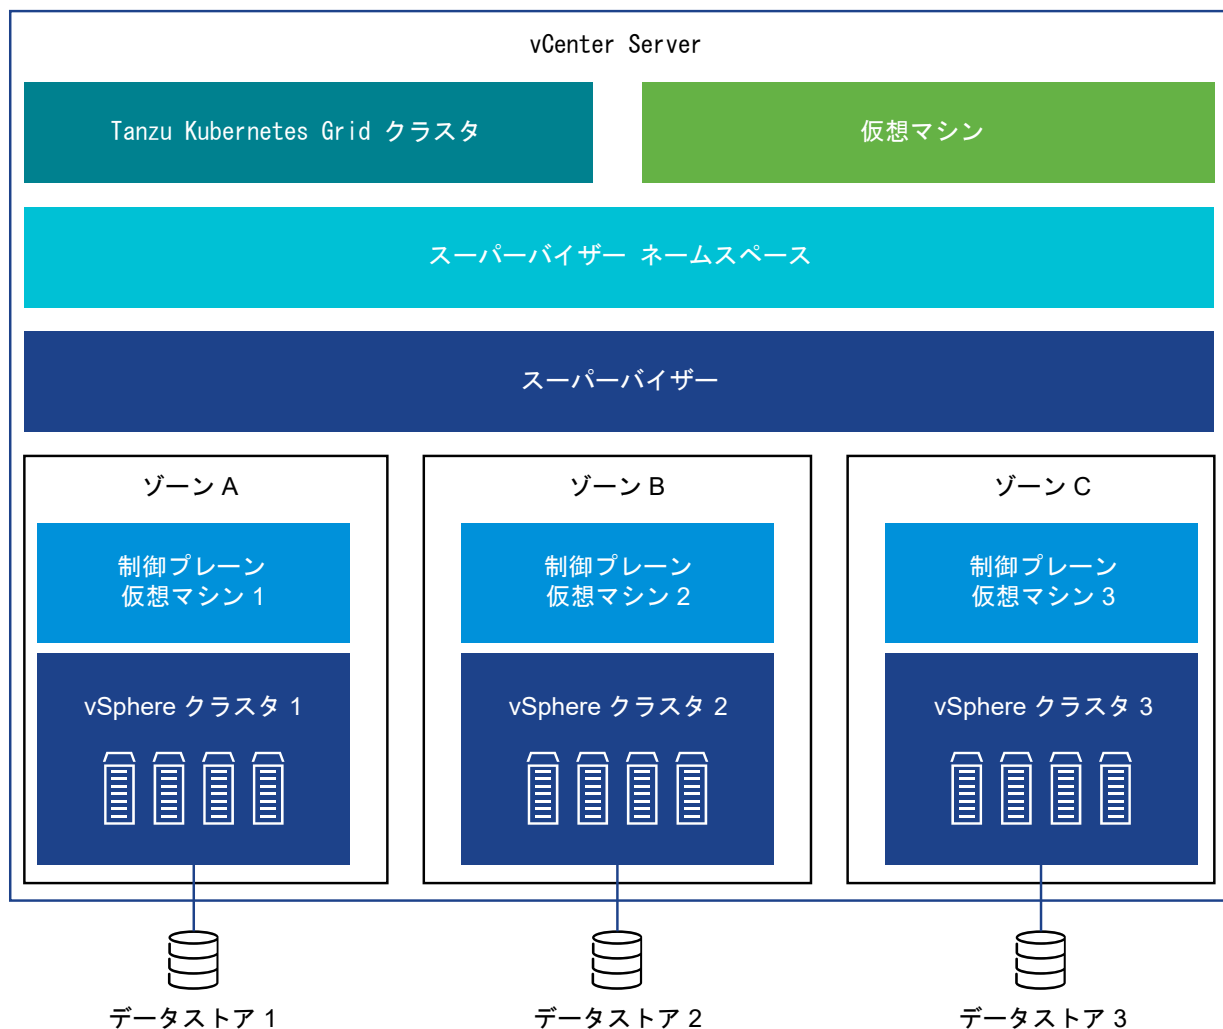 vCenter Server
Tanzu Kubernetes Grid クラスタ
仮想マシン
スーパーバイザー ネームスペース
スーパーバイザー
ゾーン A
制御プレーン
仮想マシン 1
vSphere クラスタ 1
ゾーン B
制御プレーン
仮想マシン 2
vSphere クラスタ 2
ゾーン C
制御プレーン
仮想マシン 3
vSphere クラスタ 3
データストア 1
データストア 2
データストア 3